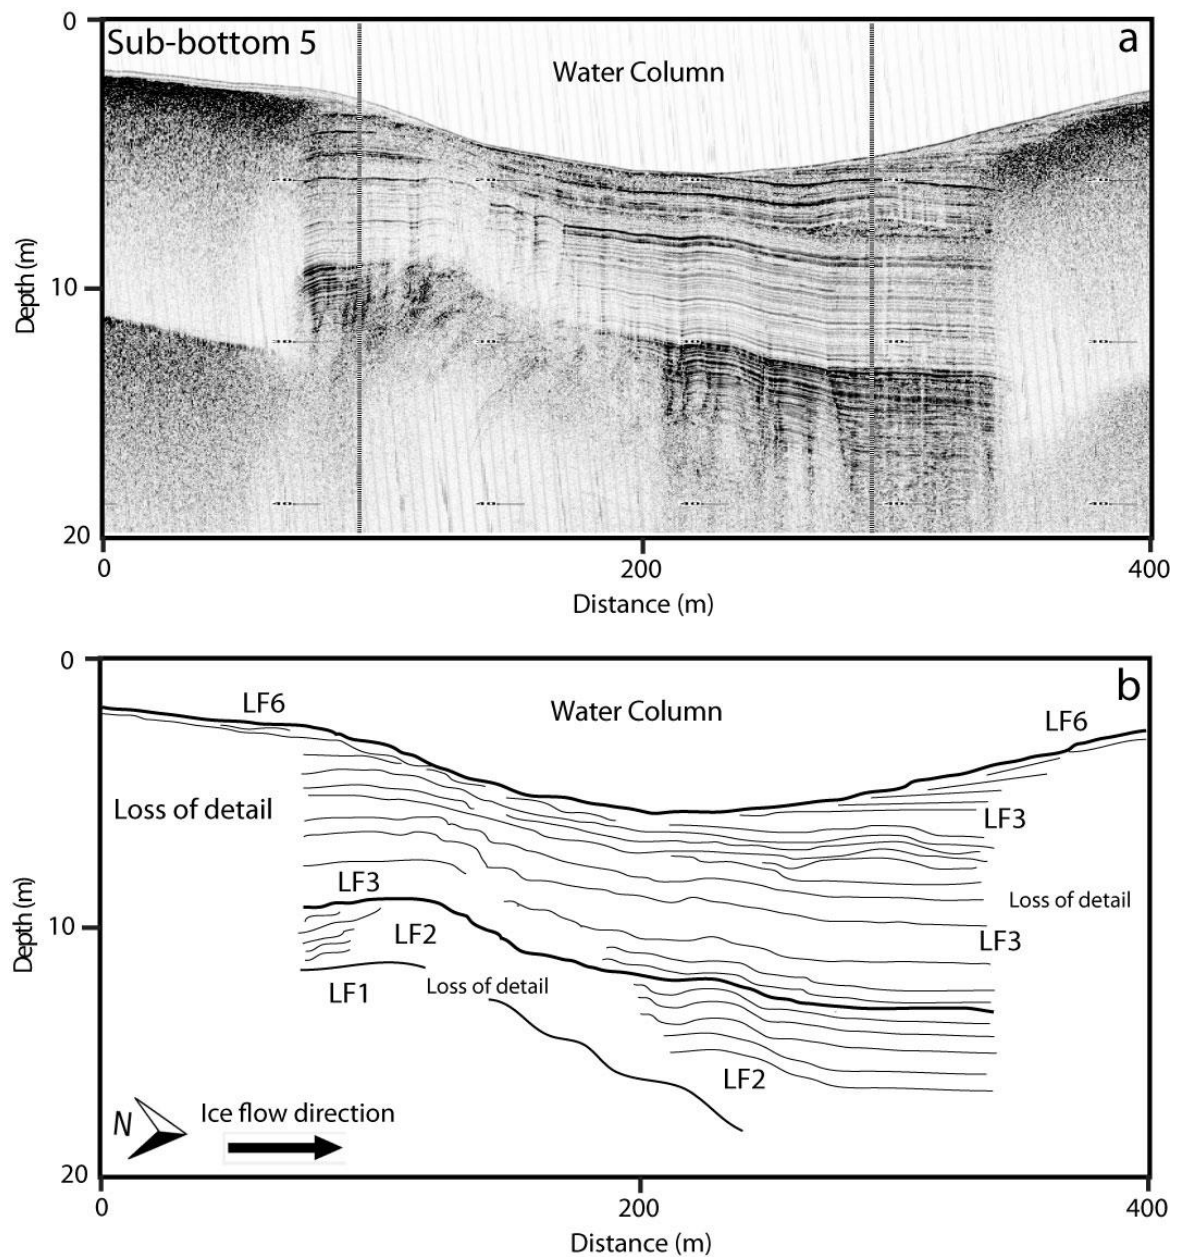 0
Sub-bottom 5
a
Water Column
Depth (m)
10
20
0
200
400
Distance (m)
0
b
LF6
Water Column
LF6
Loss of detail
LF3
LF3
Loss of detail
Depth (m)
10
LF2
LF3
LF1
Loss of detail
LF2
N
Ice flow direction
20
0
200
400
Distance (m)